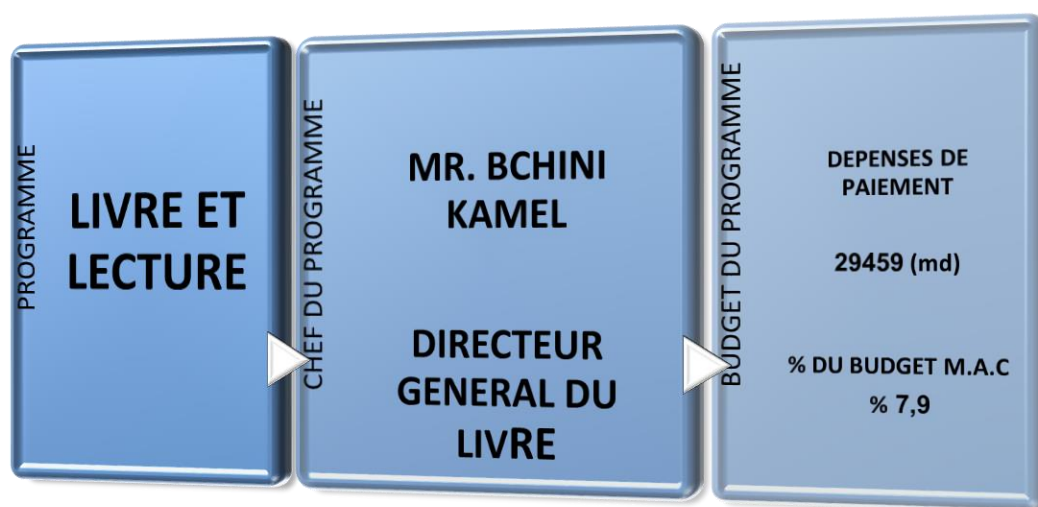 PROGRAMME
LIVRE ET
LECTURE
CHEF DU PROGRAMME
MR. BCHINI
KAMEL
DIRECTEUR
GENERAL DU
LIVRE
BUDGET DU PROGRAMME
DEPENSES DE
PAIEMENT
29459 (md)
% DU BUDGET M.A.C
% 7,9